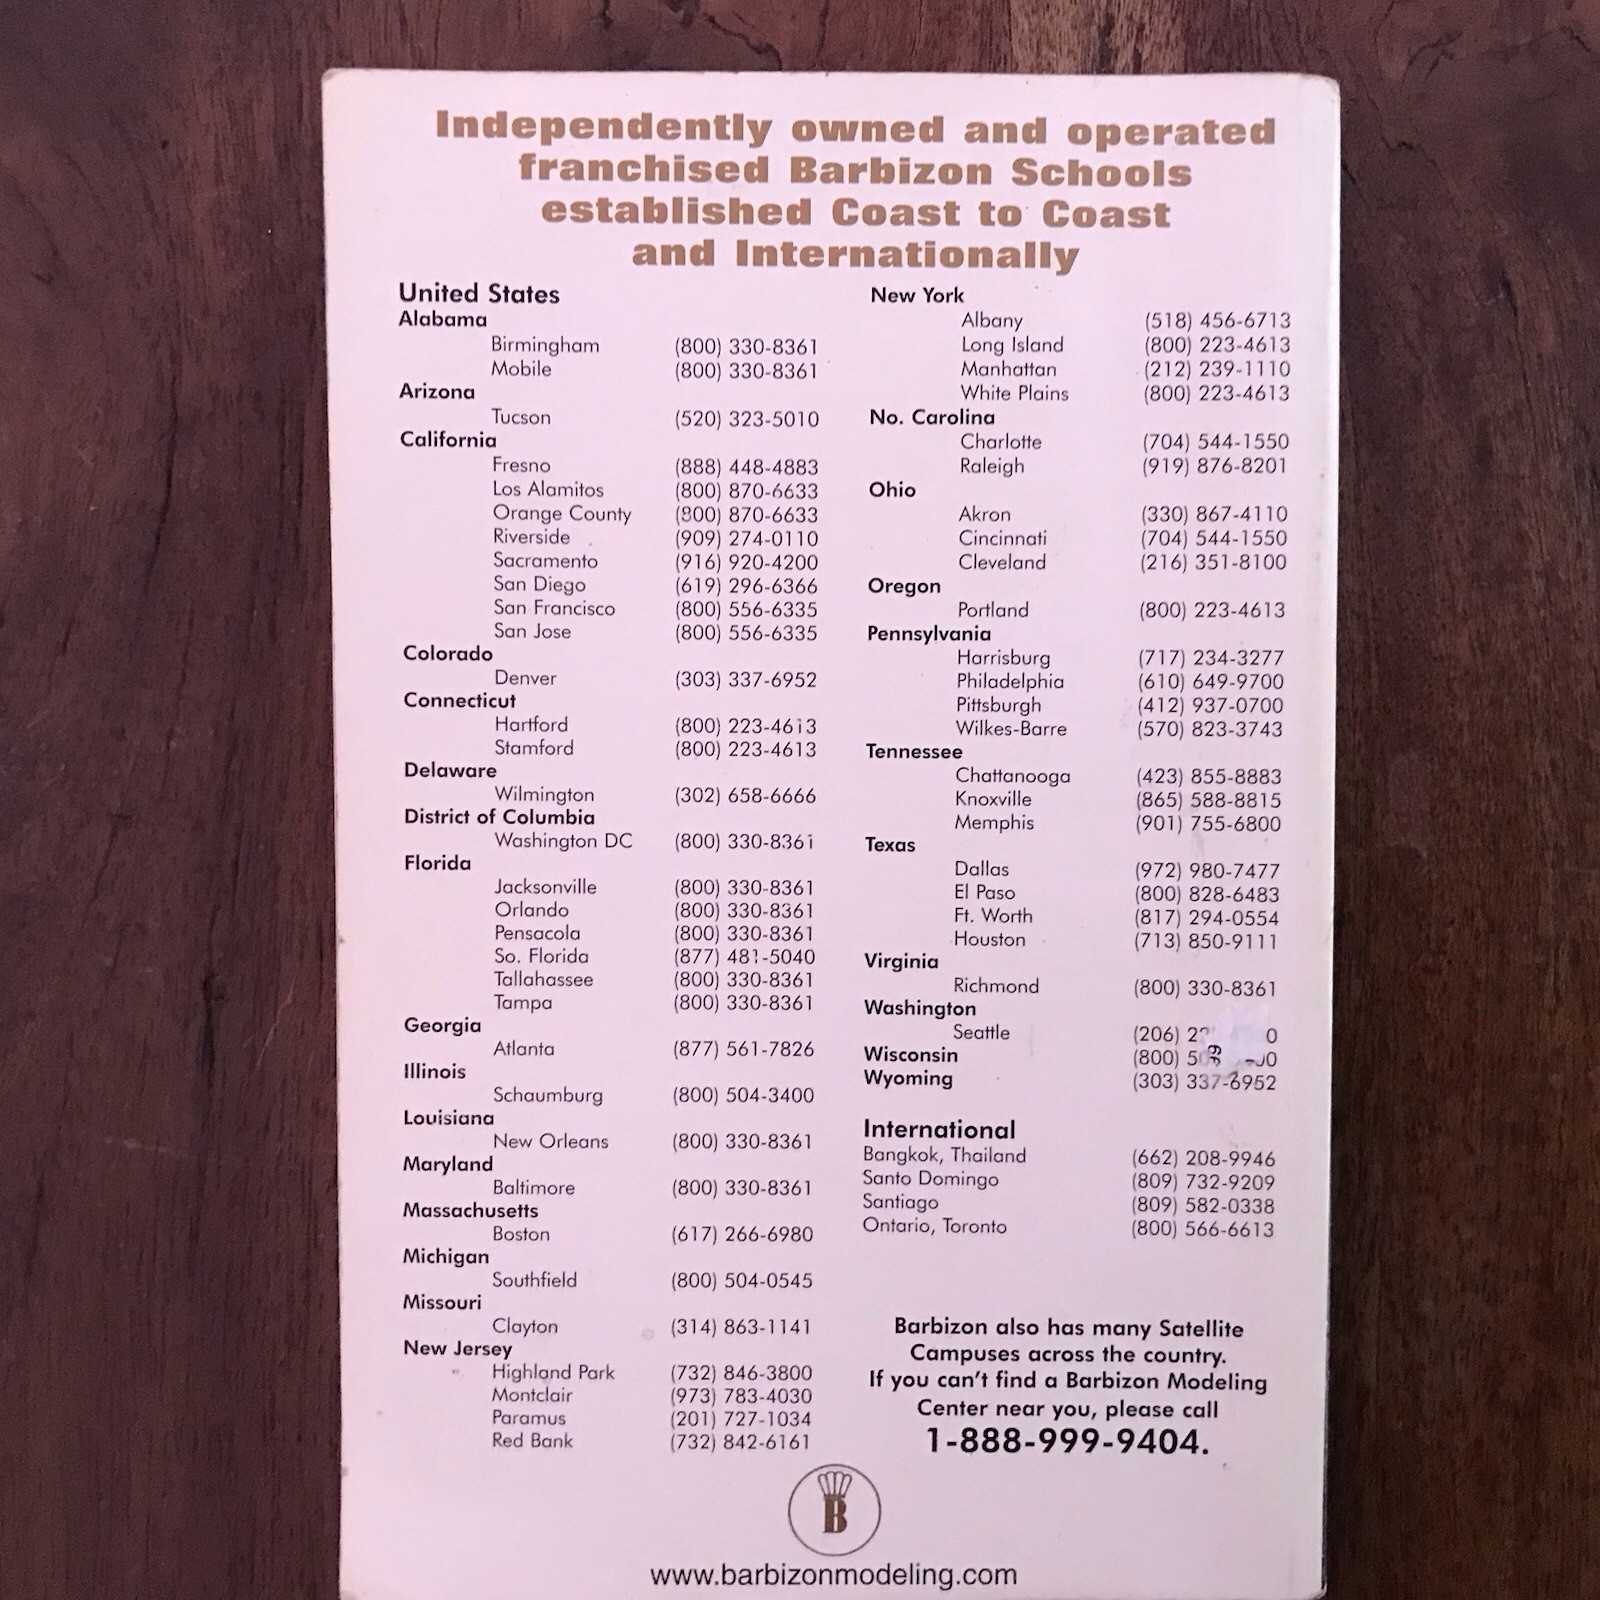 Independently owned and operated
franchised Barbizon Schools
established Coast to Coast
and Internationally
United States
Alabama
Birmingham (800) 330-8361
Mobile (800) 330-8361
Arizona
Tucson (520) 323-5010
California
Fresno (888) 448-4883
Los Alamitos (800) 870-6633
Orange County (800) 870-6633
Riverside (909) 274-0110
Sacramento (916) 920-4200
San Diego (619) 296-6366
San Francisco (800) 556-6335
San Jose (800) 556-6335
Colorado
Denver (303) 337-6952
Connecticut
Hartford (800) 223-4613
Stamford (800) 223-4613
Delaware
Wilmington (302) 658-6666
District of Columbia
Washington DC (800) 330-8361
Florida
Jacksonville (800) 330-8361
Orlando (800) 330-8361
Pensacola (800) 330-8361
So. Florida (877) 481-5040
Tallahassee (800) 330-8361
Tampa (800) 330-8361
Georgia
Atlanta (877) 561-7826
Illinois
Schaumburg (800) 504-3400
Louisiana
New Orleans (800) 330-8361
Maryland
Baltimore (800) 330-8361
Massachusetts
Boston (617) 266-6980
Michigan
Southfield (800) 504-0545
Missouri
Clayton (314) 863-1141
New Jersey
Highland Park (732) 846-3800
Montclair (973) 783-4030
Paramus (201) 727-1034
Red Bank (732) 842-6161
New York
Albany (518) 456-6713
Long Island (800) 223-4613
Manhattan (212) 239-1110
White Plains (800) 223-4613
No. Carolina
Charlotte (704) 544-1550
Raleigh (919) 876-8201
Ohio
Akron (330) 867-4110
Cincinnati (704) 544-1550
Cleveland (216) 351-8100
Oregon
Portland (800) 223-4613
Pennsylvania
Harrisburg (717) 234-3277
Philadelphia (610) 649-9700
Pittsburgh (412) 937-0700
Wilkes-Barre (570) 823-3743
Tennessee
Chattanooga (423) 855-8883
Knoxville (865) 588-8815
Memphis (901) 755-6800
Texas
Dallas (972) 980-7477
El Paso (800) 828-6483
Ft. Worth (817) 294-0554
Houston (713) 850-9111
Virginia
Richmond (800) 330-8361
Washington
Seattle (206)
Wisconsin (800)
Wyoming (303) 337-6952
International
Bangkok, Thailand (662) 208-9946
Santo Domingo (809) 732-9209
Santiago (809) 582-0338
Ontario, Toronto (800) 566-6613
Barbizon also has many Satellite
Campuses across the country.
If you can't find a Barbizon Modeling
Center near you, please call
1-888-999-9404.
B
www.barbizonmodeling.com